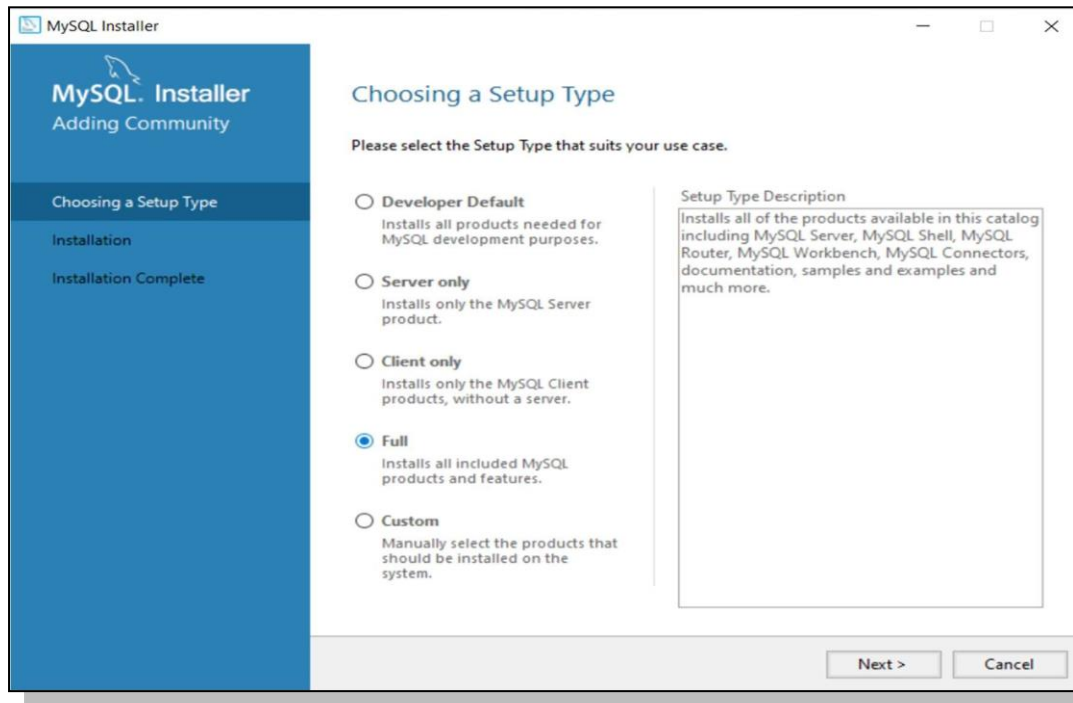 MySQL Installer
MySQL. Installer
Adding Community
Choosing a Setup Type
Installation
Installation Complete
Choosing a Setup Type
Please select the Setup Type that suits your use case.
Developer Default
Installs all products needed for
MySQL development purposes.
Server only
Installs only the MySQL Server
product.
Client only
Installs only the MySQL Client
products, without a server.
Full
Installs all included MySQL
products and features.
Custom
Manually select the products that
should be installed on the
system.
Setup Type Description
Installs all of the products available in this catalog
including MySQL Server, MySQL Shell, MySQL
Router, MySQL Workbench, MySQL Connectors,
documentation, samples and examples and
much more.
Next >
Cancel